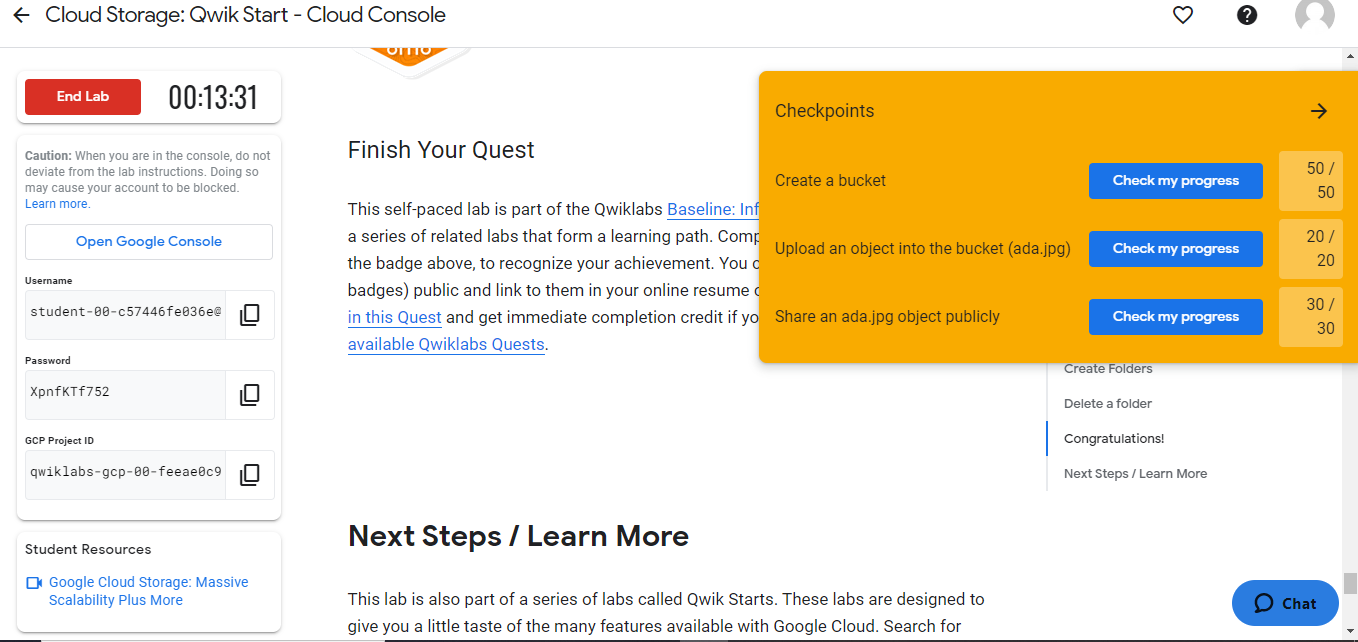 Cloud Storage: Qwik Start - Cloud Console
End Lab
00:13:31
Caution: When you are in the console, do not
deviate from the lab instructions. Doing so
may cause your account to be blocked.
Learn more.
Open Google Console
Username
student-00-c57446fe036e@
Password
XpnfKTf752
GCP Project ID
qwiklabs-gcp-00-feeae0c9
Student Resources
Google Cloud Storage: Massive
Scalability Plus More
Finish Your Quest
This self-paced lab is part of the Qwiklabs Baseline: Inf
a series of related labs that form a learning path. Comp
the badge above, to recognize your achievement. You c
badges) public and link to them in your online resume o
in this Quest and get immediate completion credit if yo
available Qwiklabs Quests.
Next Steps / Learn More
This lab is also part of a series of labs called Qwik Starts. These labs are designed to
give you a little taste of the many features available with Google Cloud. Search for
Checkpoints
Create a bucket
Check my progress
50 /
50
Upload an object into the bucket (ada.jpg)
Check my progress
20 /
20
Share an ada.jpg object publicly
Check my progress
30 /
30
Create Folders
Delete a folder
Congratulations!
Next Steps / Learn More
Chat